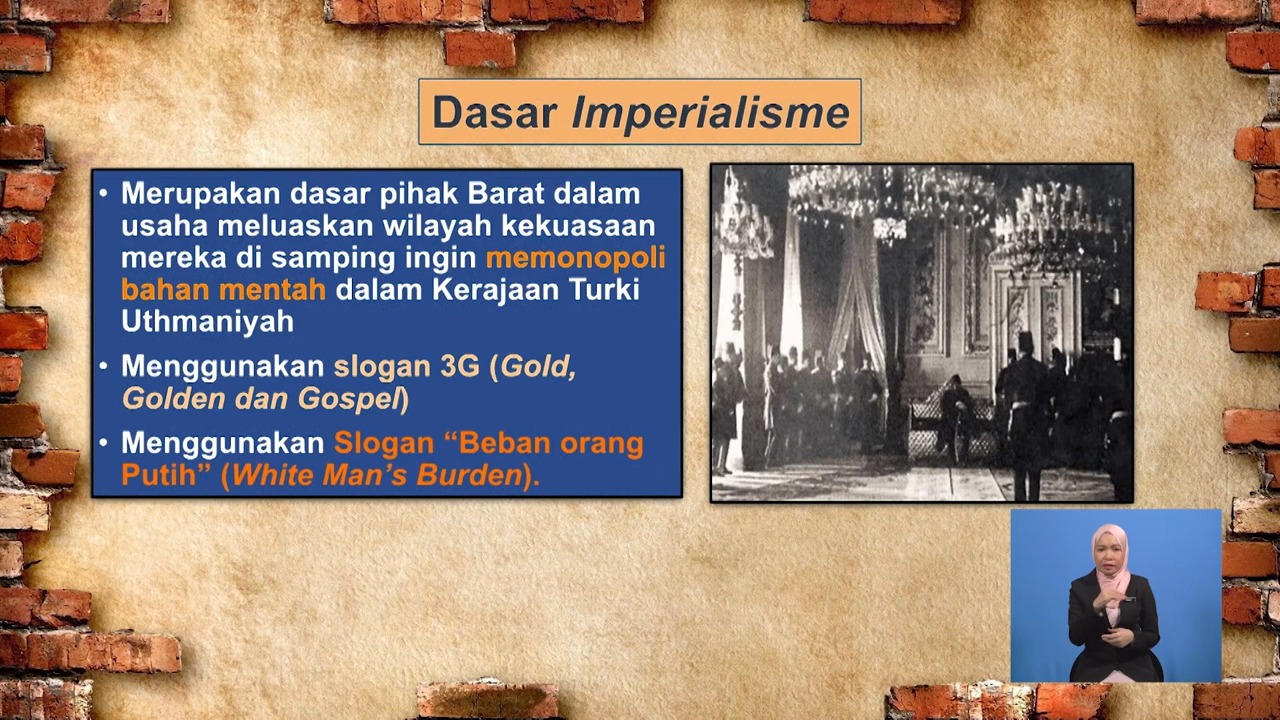 Dasar Imperialisme
• Merupakan dasar pihak Barat dalam
usaha meluaskan wilayah kekuasaan
mereka di samping ingin memonopoli
bahan mentah dalam Kerajaan Turki
Uthmaniyah
• Menggunakan slogan 3G (Gold,
Golden dan Gospel)
• Menggunakan Slogan “Beban orang
Putih” (White Man’s Burden).